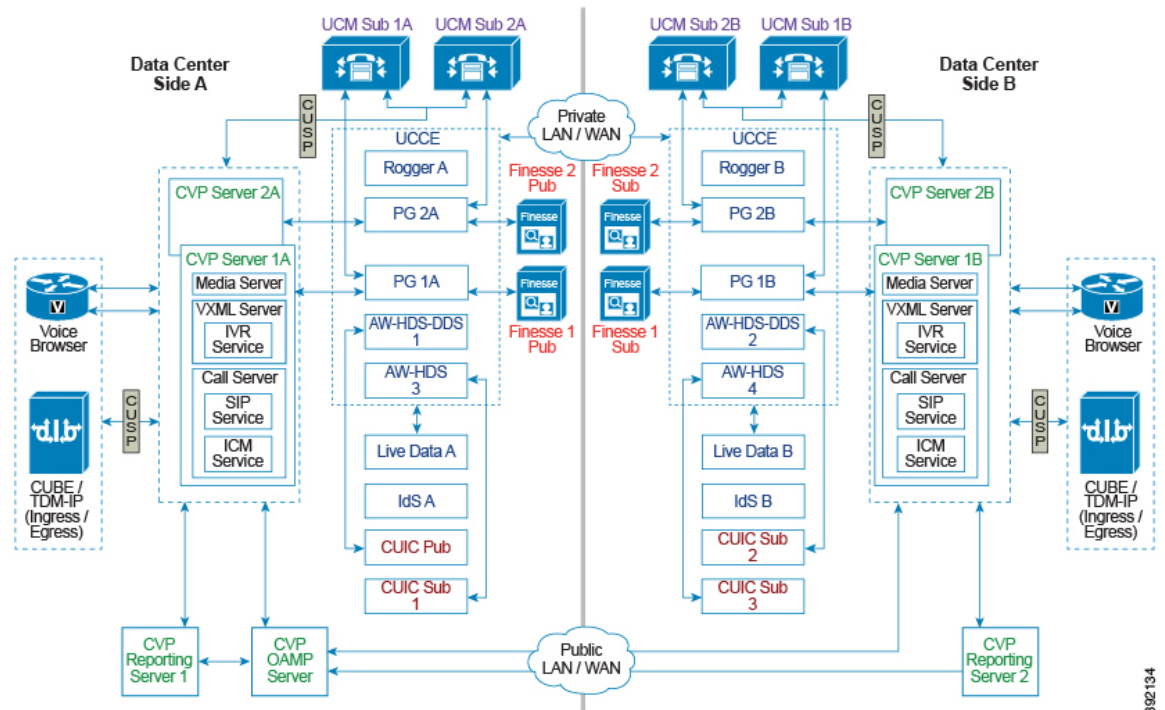 UCM Sub 1A
UCM Sub 2A
UCM Sub 2B
UCM Sub 1B
Data Center
Side A
Data Center
Side B
CUSP
CUSP
Private
LAN / WAN
UCCE
Rogger A
PG 2A
PG 1A
AW-HDS-DDS
1
AW-HDS
3
Live Data A
IdS A
CUIC Pub
CUIC Sub
1
Finesse 2
Pub
Finesse
Finesse
Finesse 1
Pub
Finesse 2
Sub
Finesse
Finesse
Finesse 1
Sub
UCCE
Rogger B
PG 2B
PG 1B
AW-HDS-DDS
2
AW-HDS
4
Live Data B
IdS B
CUIC Sub
2
CUIC Sub
3
CVP Server 2A
CVP Server 1A
Media Server
VXML Server
IVR
Service
Call Server
SIP
Service
ICM
Service
V
Voice
Browser
CUSP
CUBE /
TDM-IP
(Ingress /
Egress)
CVP Server 2B
CVP Server 1B
Media Server
VXML Server
IVR
Service
Call Server
SIP
Service
ICM
Service
V
Voice
Browser
CUSP
CUBE /
TDM-IP
(Ingress /
Egress)
CVP
Reporting
Server 1
CVP
OAMP
Server
Public
LAN / WAN
CVP
Reporting
Server 2